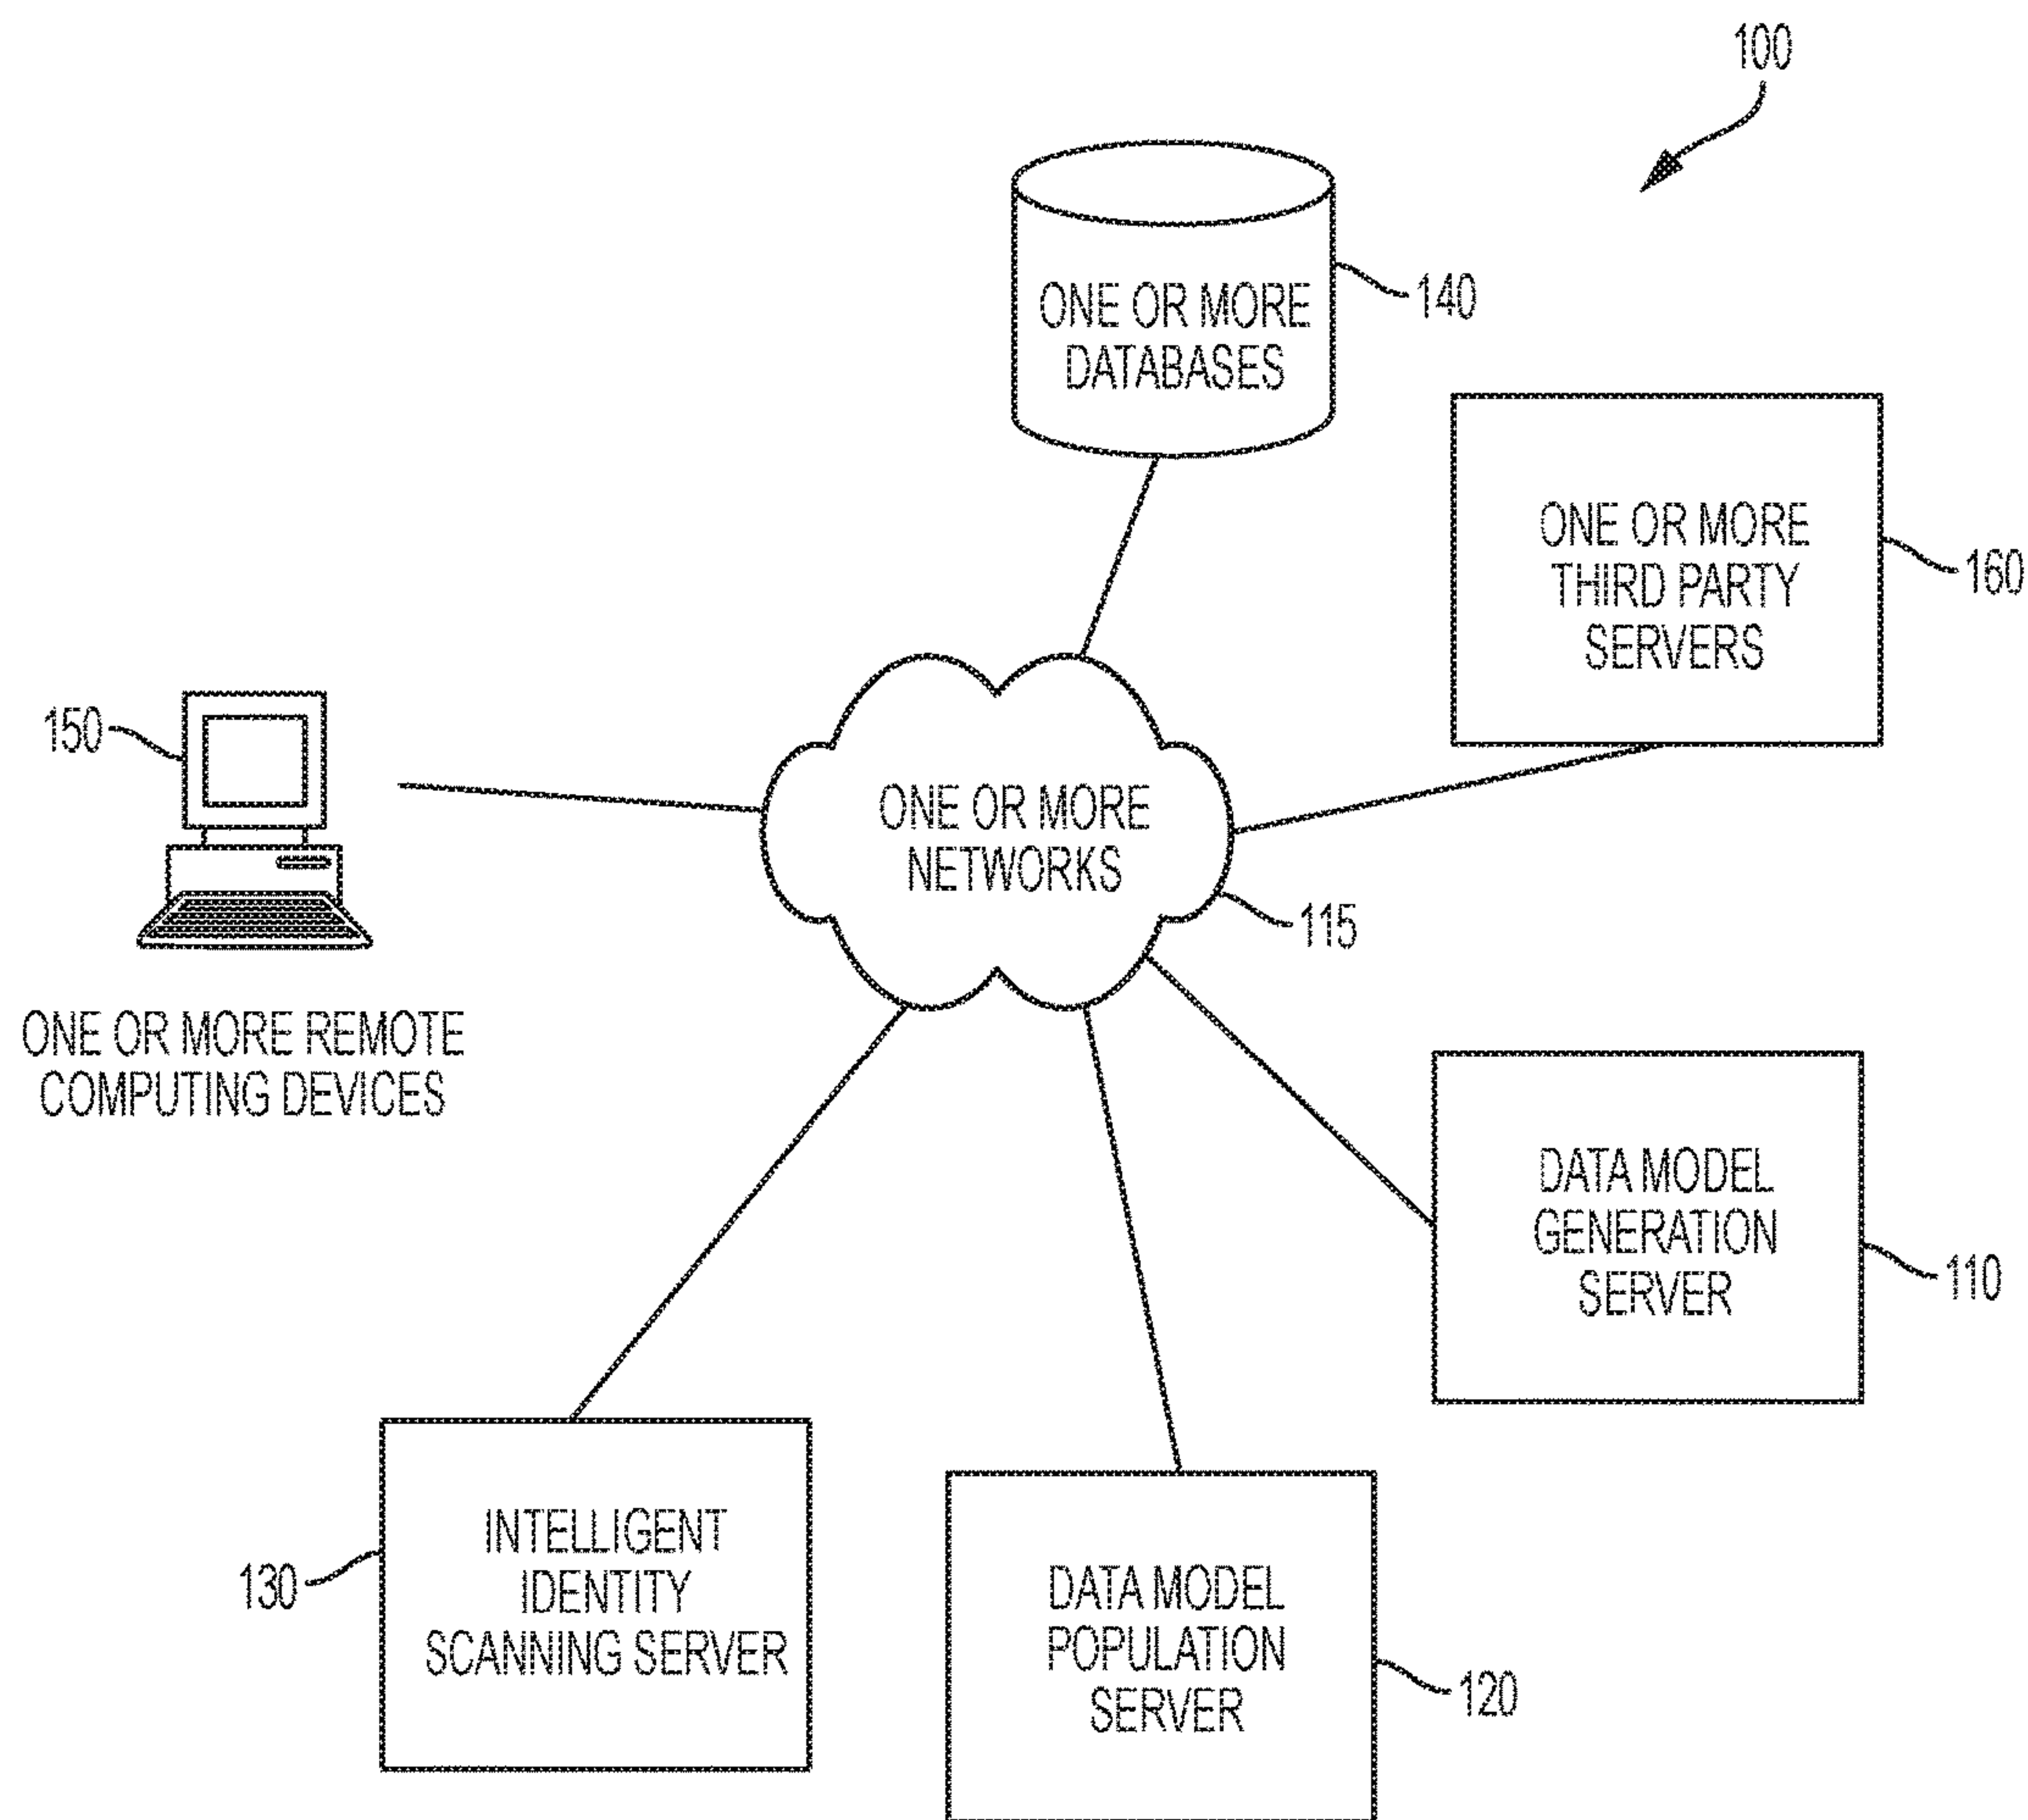 100
ONE OR MORE
DATABASES
140
ONE OR MORE
THIRD PARTY
SERVERS
160
150
ONE OR MORE
NETWORKS
115
ONE OR MORE REMOTE
COMPUTING DEVICES
DATA MODEL
GENERATION
SERVER
110
INTELLIGENT
IDENTITY
SCANNING SERVER
130
DATA MODEL
POPULATION
SERVER
120